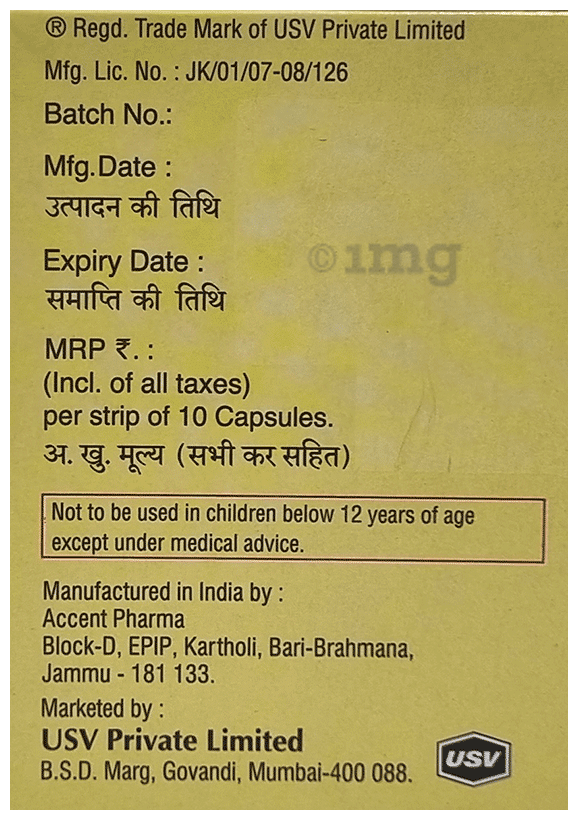 ® Regd. Trade Mark of USV Private Limited
Mfg. Lic. No. : JK/01/07-08/126
Batch No.:
Mfg.Date :
उत्पादन की तिथि
Expiry Date :
समाप्ति की तिथि
©1mg
MRP ₹. :
(Incl. of all taxes)
per strip of 10 Capsules.
अ. खु. मूल्य (सभी कर सहित)
Not to be used in children below 12 years of age
except under medical advice.
Manufactured in India by :
Accent Pharma
Block-D, EPIP, Kartholi, Bari-Brahmana,
Jammu - 181 133.
Marketed by :
USV Private Limited
B.S.D. Marg, Govandi, Mumbai-400 088.
USV